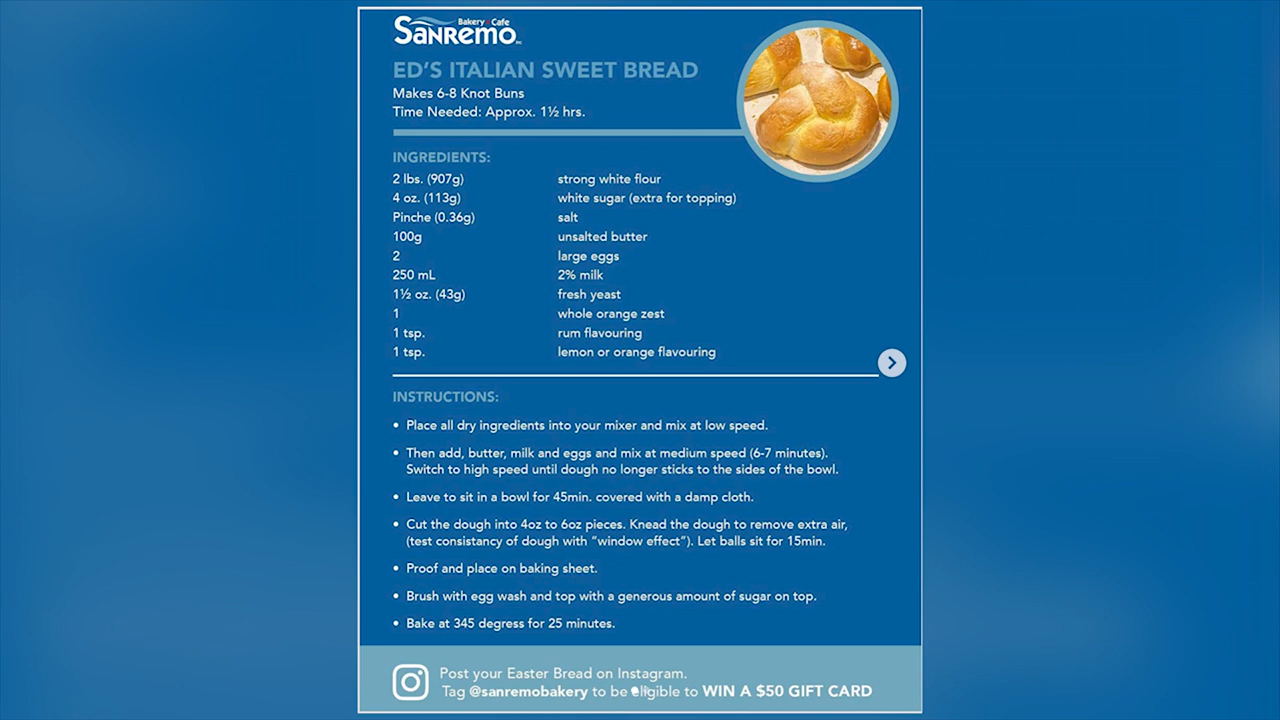 Bakery Cafe
SanRemo INC
ED'S ITALIAN SWEET BREAD
Makes 6-8 Knot Buns
Time Needed: Approx. 1½ hrs.
INGREDIENTS:
2 lbs. (907g) strong white flour
4 oz. (113g) white sugar (extra for topping)
Pinche (0.36g) salt
100g unsalted butter
2 large eggs
250 mL 2% milk
1½ oz. (43g) fresh yeast
1 whole orange zest
1 tsp. rum flavouring
1 tsp. lemon or orange flavouring
INSTRUCTIONS:
• Place all dry ingredients into your mixer and mix at low speed.
• Then add, butter, milk and eggs and mix at medium speed (6-7 minutes).
Switch to high speed until dough no longer sticks to the sides of the bowl.
• Leave to sit in a bowl for 45min. covered with a damp cloth.
• Cut the dough into 4oz to 6oz pieces. Knead the dough to remove extra air,
(test consistancy of dough with “window effect”). Let balls sit for 15min.
• Proof and place on baking sheet.
• Brush with egg wash and top with a generous amount of sugar on top.
• Bake at 345 degress for 25 minutes.
Post your Easter Bread on Instagram.
Tag @sanremobakery to be eligible to WIN A $50 GIFT CARD